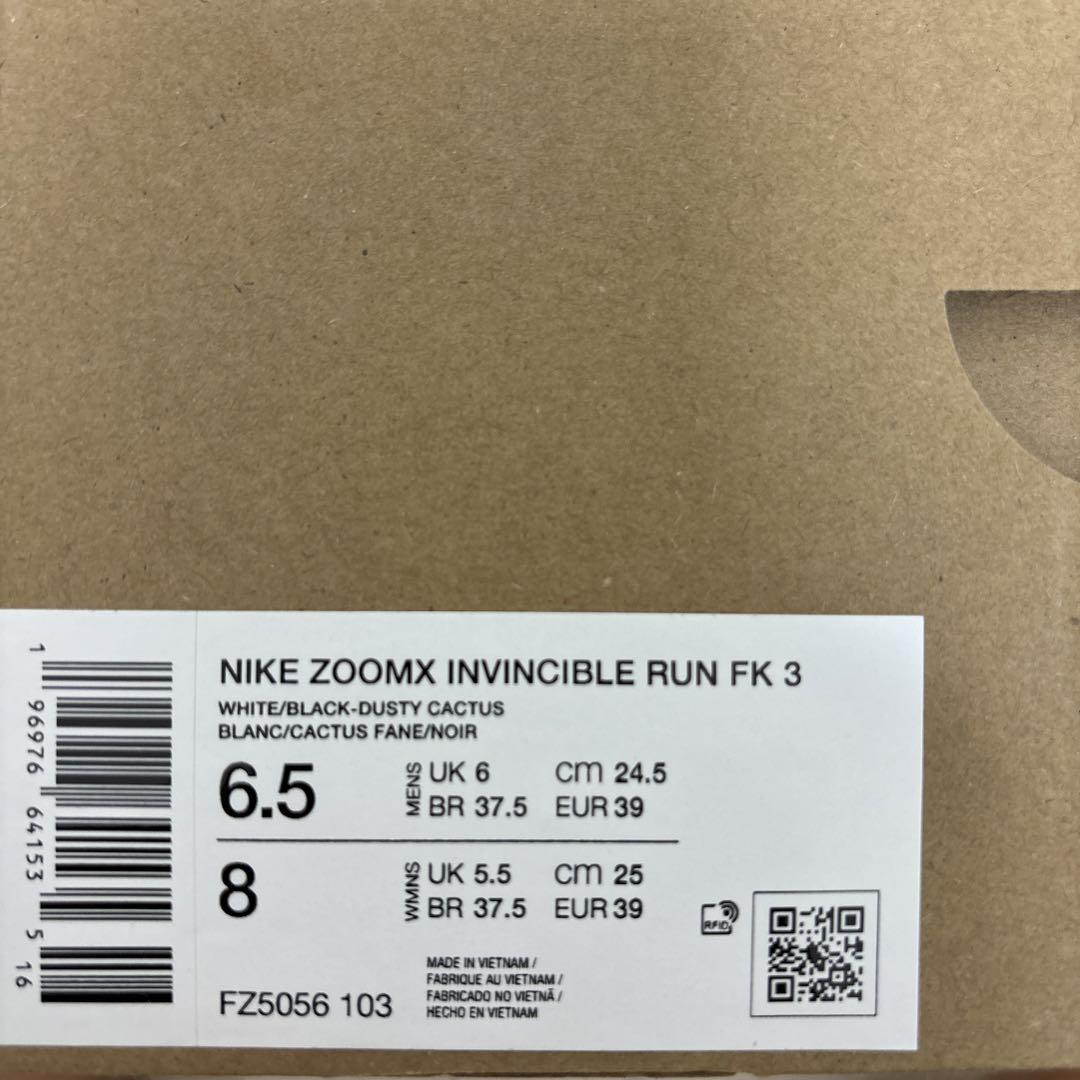 NIKE ZOOMX INVINCIBLE RUN FK 3
WHITE/BLACK-DUSTY CACTUS
BLANC/CACTUS FANE/NOIR
6.5 MENS UK 6 cm 24.5
BR 37.5 EUR 39
8 WMNS UK 5.5 cm 25
BR 37.5 EUR 39
RFID
MADE IN VIETNAM /
FABRIQUE AU VIETNAM /
FABRICADO NO VIETNÃ /
HECHO EN VIETNAM
FZ5056 103
1 96976 64153 5 16